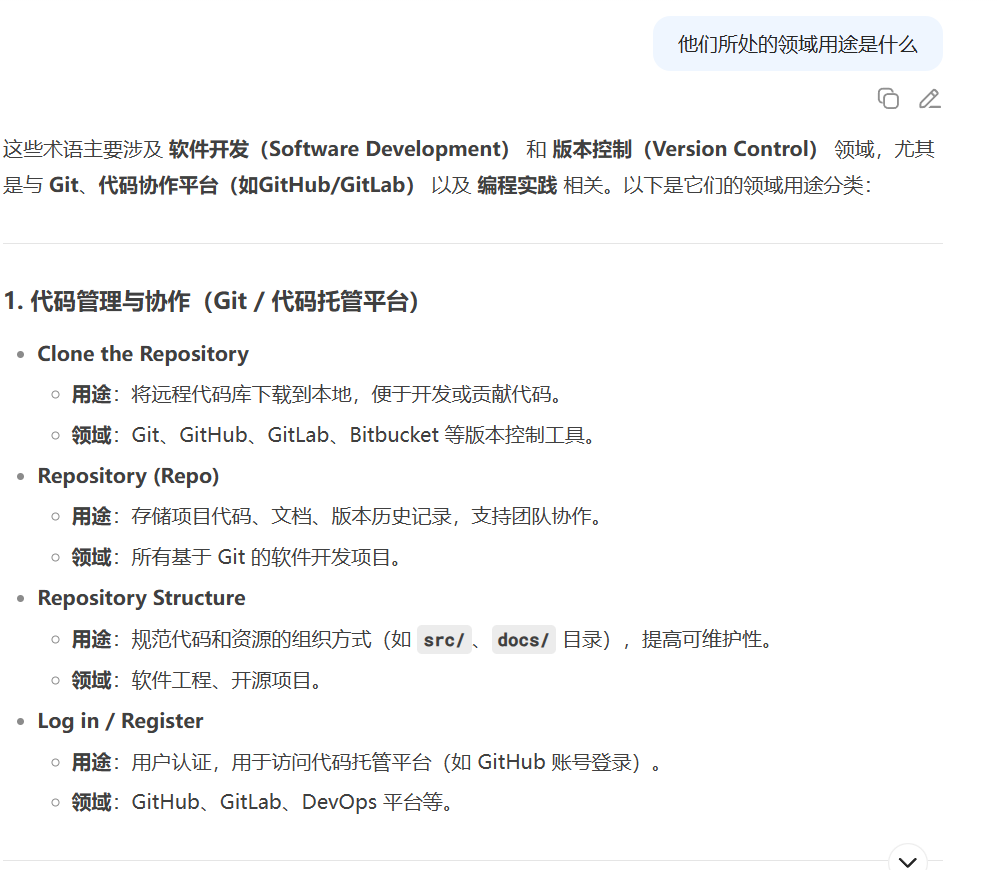 他们所处的领域用途是什么
这些术语主要涉及 软件开发（Software Development） 和 版本控制（Version Control） 领域，尤其
是与 Git、代码协作平台（如GitHub/GitLab） 以及 编程实践 相关。以下是它们的领域用途分类：
1. 代码管理与协作（Git / 代码托管平台）
Clone the Repository
用途：将远程代码库下载到本地，便于开发或贡献代码。
领域：Git、GitHub、GitLab、Bitbucket 等版本控制工具。
Repository (Repo)
用途：存储项目代码、文档、版本历史记录，支持团队协作。
领域：所有基于 Git 的软件开发项目。
Repository Structure
用途：规范代码和资源的组织方式（如 src/、docs/ 目录），提高可维护性。
领域：软件工程、开源项目。
Log in / Register
用途：用户认证，用于访问代码托管平台（如 GitHub 账号登录）。
领域：GitHub、GitLab、DevOps 平台等。